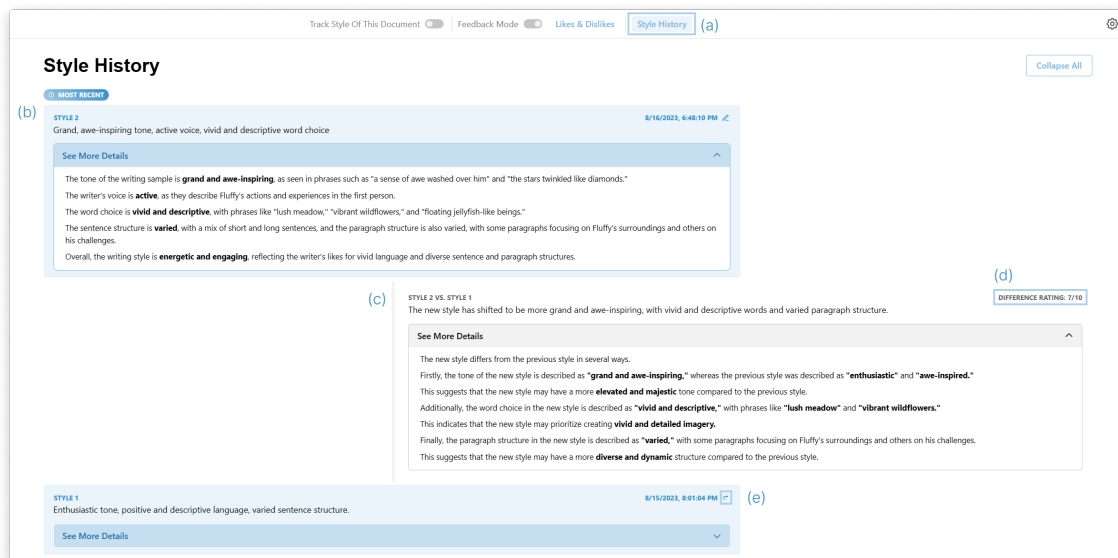 Track Style Of This Document Feedback Mode Likes & Dislikes Style History (a)
Style History
Collapse All
MOST RECENT
(b)
STYLE 2 8/16/2023, 6:48:10 PM
Grand, awe-inspiring tone, active voice, vivid and descriptive word choice
See More Details
The tone of the writing sample is grand and awe-inspiring, as seen in phrases such as "a sense of awe washed over him" and "the stars twinkled like diamonds."
The writer's voice is active, as they describe Fluffy's actions and experiences in the first person.
The word choice is vivid and descriptive, with phrases like "lush meadow," "vibrant wildflowers," and "floating jellyfish-like beings."
The sentence structure is varied, with a mix of short and long sentences, and the paragraph structure is also varied, with some paragraphs focusing on Fluffy's surroundings and others on
his challenges.
Overall, the writing style is energetic and engaging, reflecting the writer's likes for vivid language and diverse sentence and paragraph structures.
(d)
(c)
STYLE 2 VS. STYLE 1 DIFFERENCE RATING: 7/10
The new style has shifted to be more grand and awe-inspiring, with vivid and descriptive words and varied paragraph structure.
See More Details
The new style differs from the previous style in several ways.
Firstly, the tone of the new style is described as "grand and awe-inspiring," whereas the previous style was described as "enthusiastic" and "awe-inspired."
This suggests that the new style may have a more elevated and majestic tone compared to the previous style.
Additionally, the word choice in the new style is described as "vivid and descriptive," with phrases like "lush meadow" and "vibrant wildflowers."
This indicates that the new style may prioritize creating vivid and detailed imagery.
Finally, the paragraph structure in the new style is described as "varied," with some paragraphs focusing on Fluffy's surroundings and others on his challenges.
This suggests that the new style may have a more diverse and dynamic structure compared to the previous style.
STYLE 1 8/15/2023, 8:01:04 PM (e)
Enthusiastic tone, positive and descriptive language, varied sentence structure.
See More Details